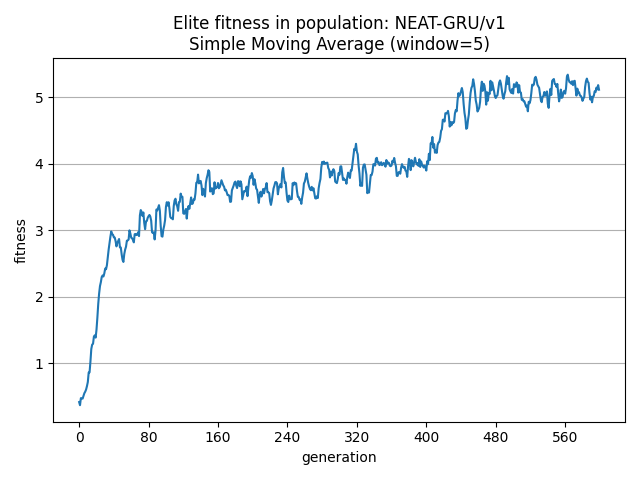 Elite fitness in population: NEAT-GRU/v1
Simple Moving Average (window=5)
fitness
5
4
3
2
1
0 80 160 240 320 400 480 560
generation